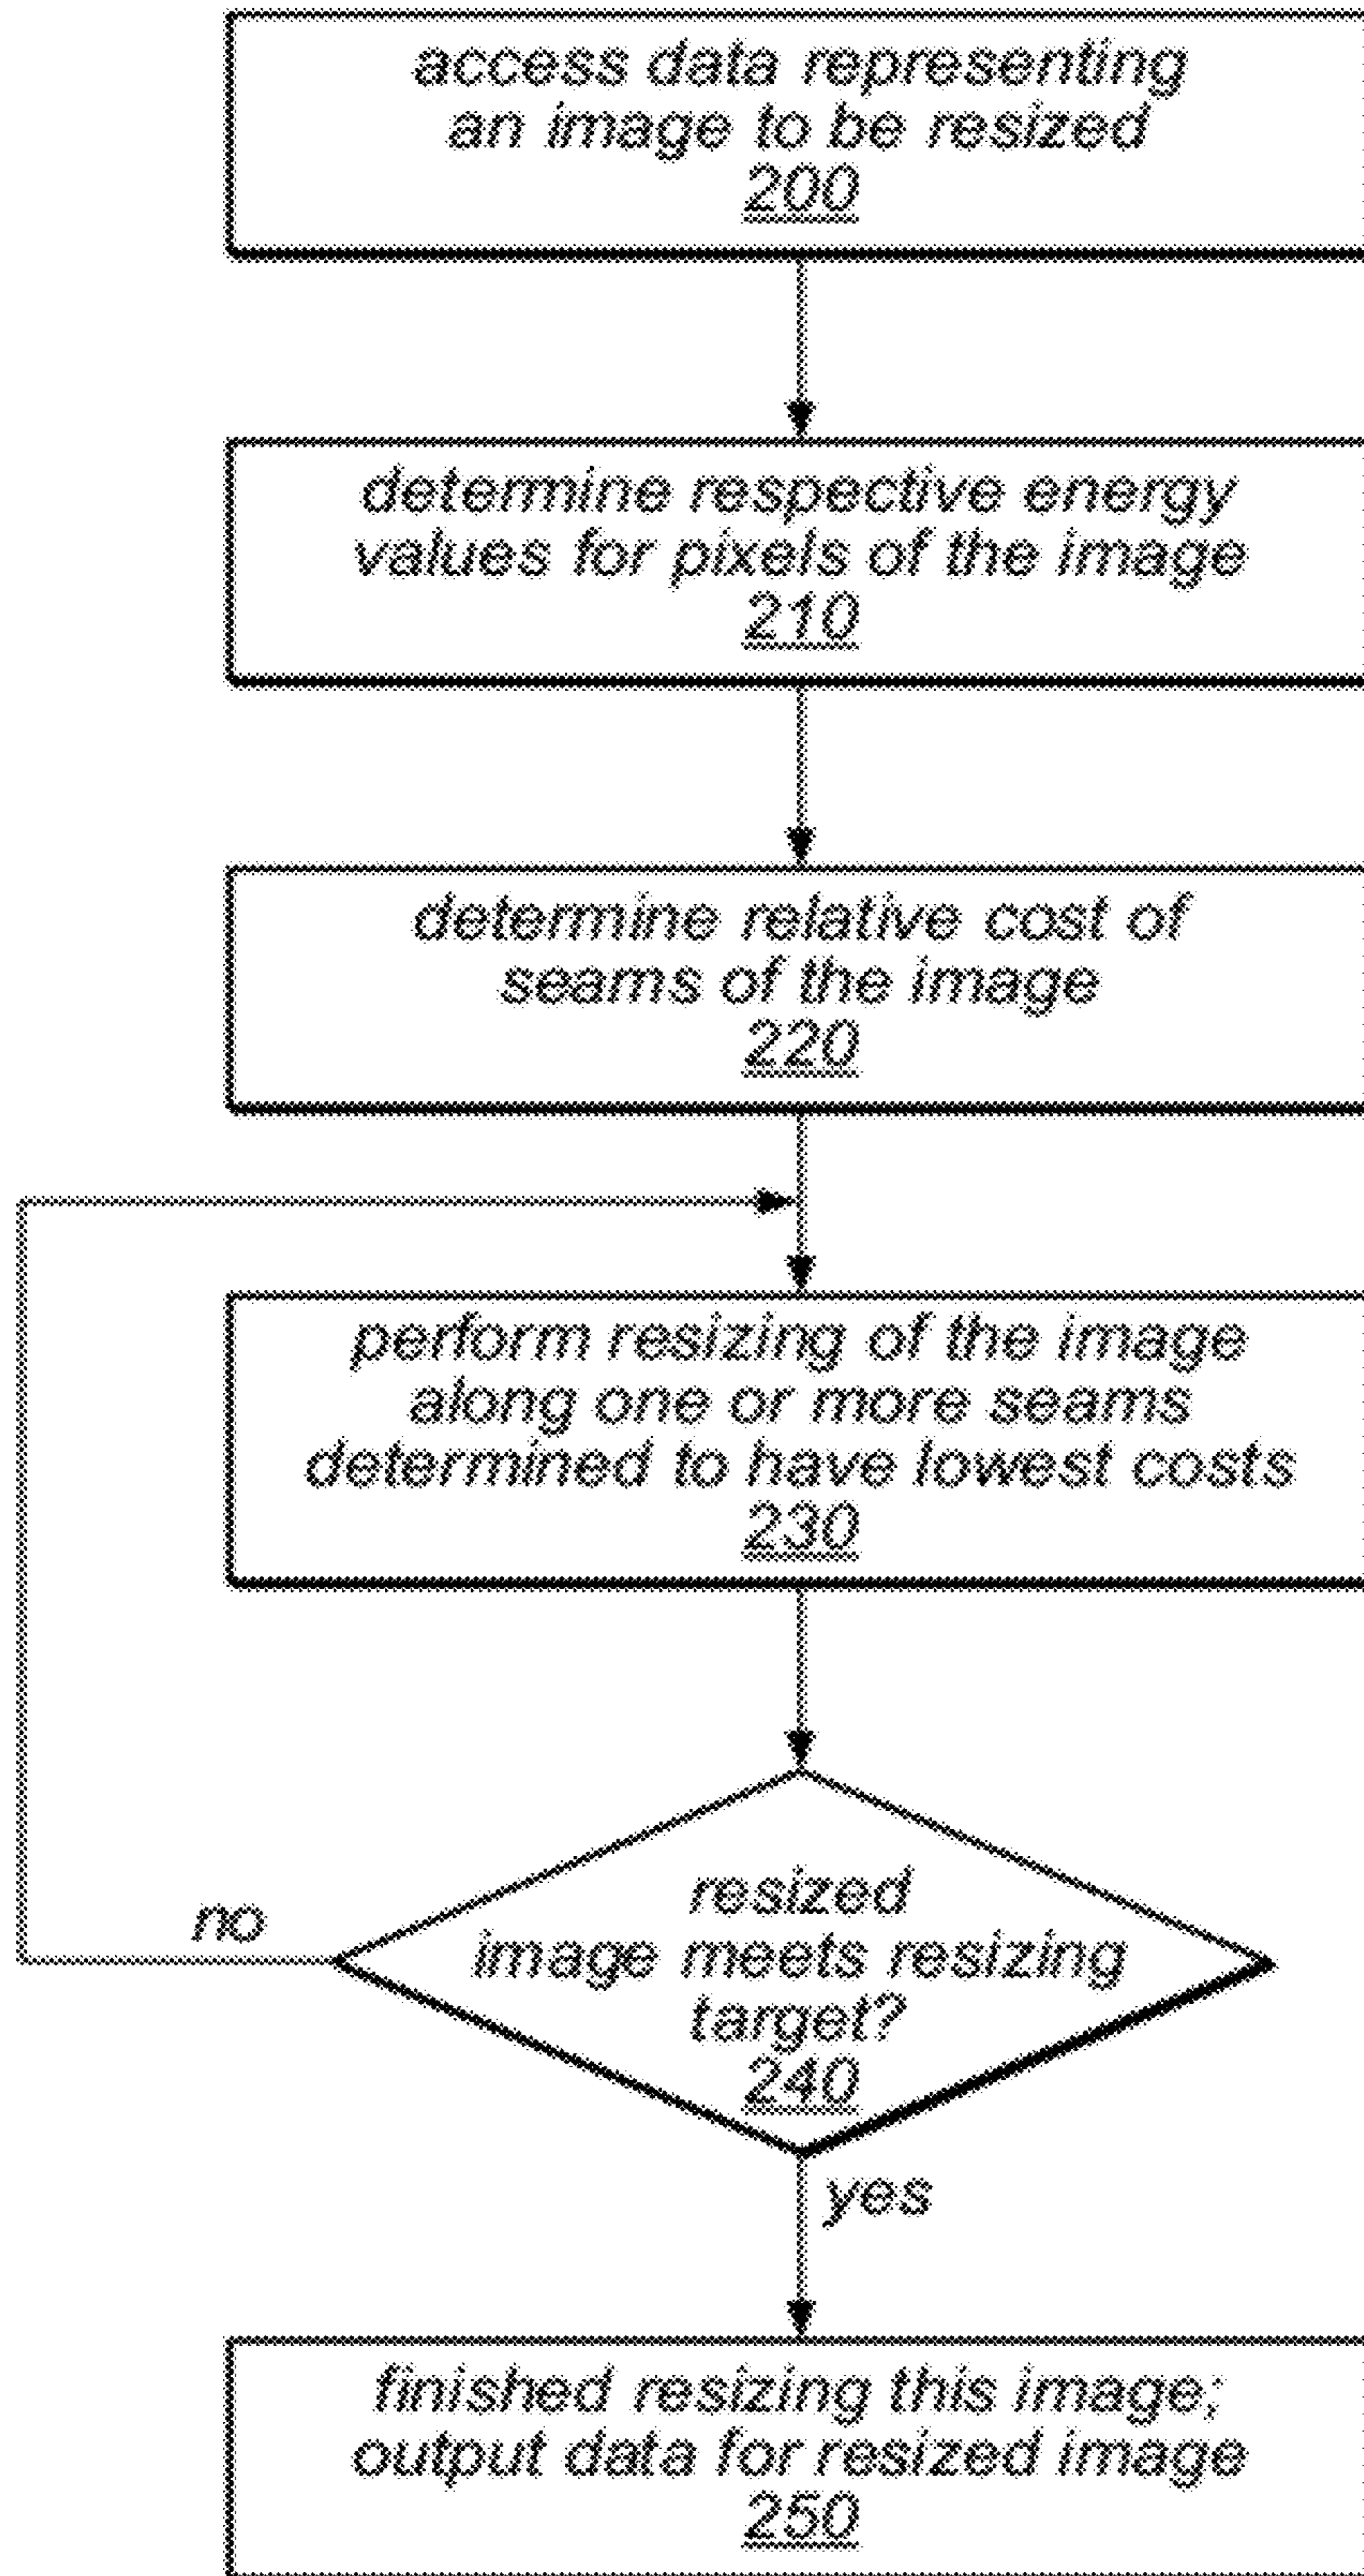 access data representing
an image to be resized
200
determine respective energy
values for pixels of the image
210
determine relative cost of
seams of the image
220
perform resizing of the image
along one or more seams
determined to have lowest costs
230
resized
image meets resizing
target?
240
no
yes
finished resizing this image;
output data for resized image
250